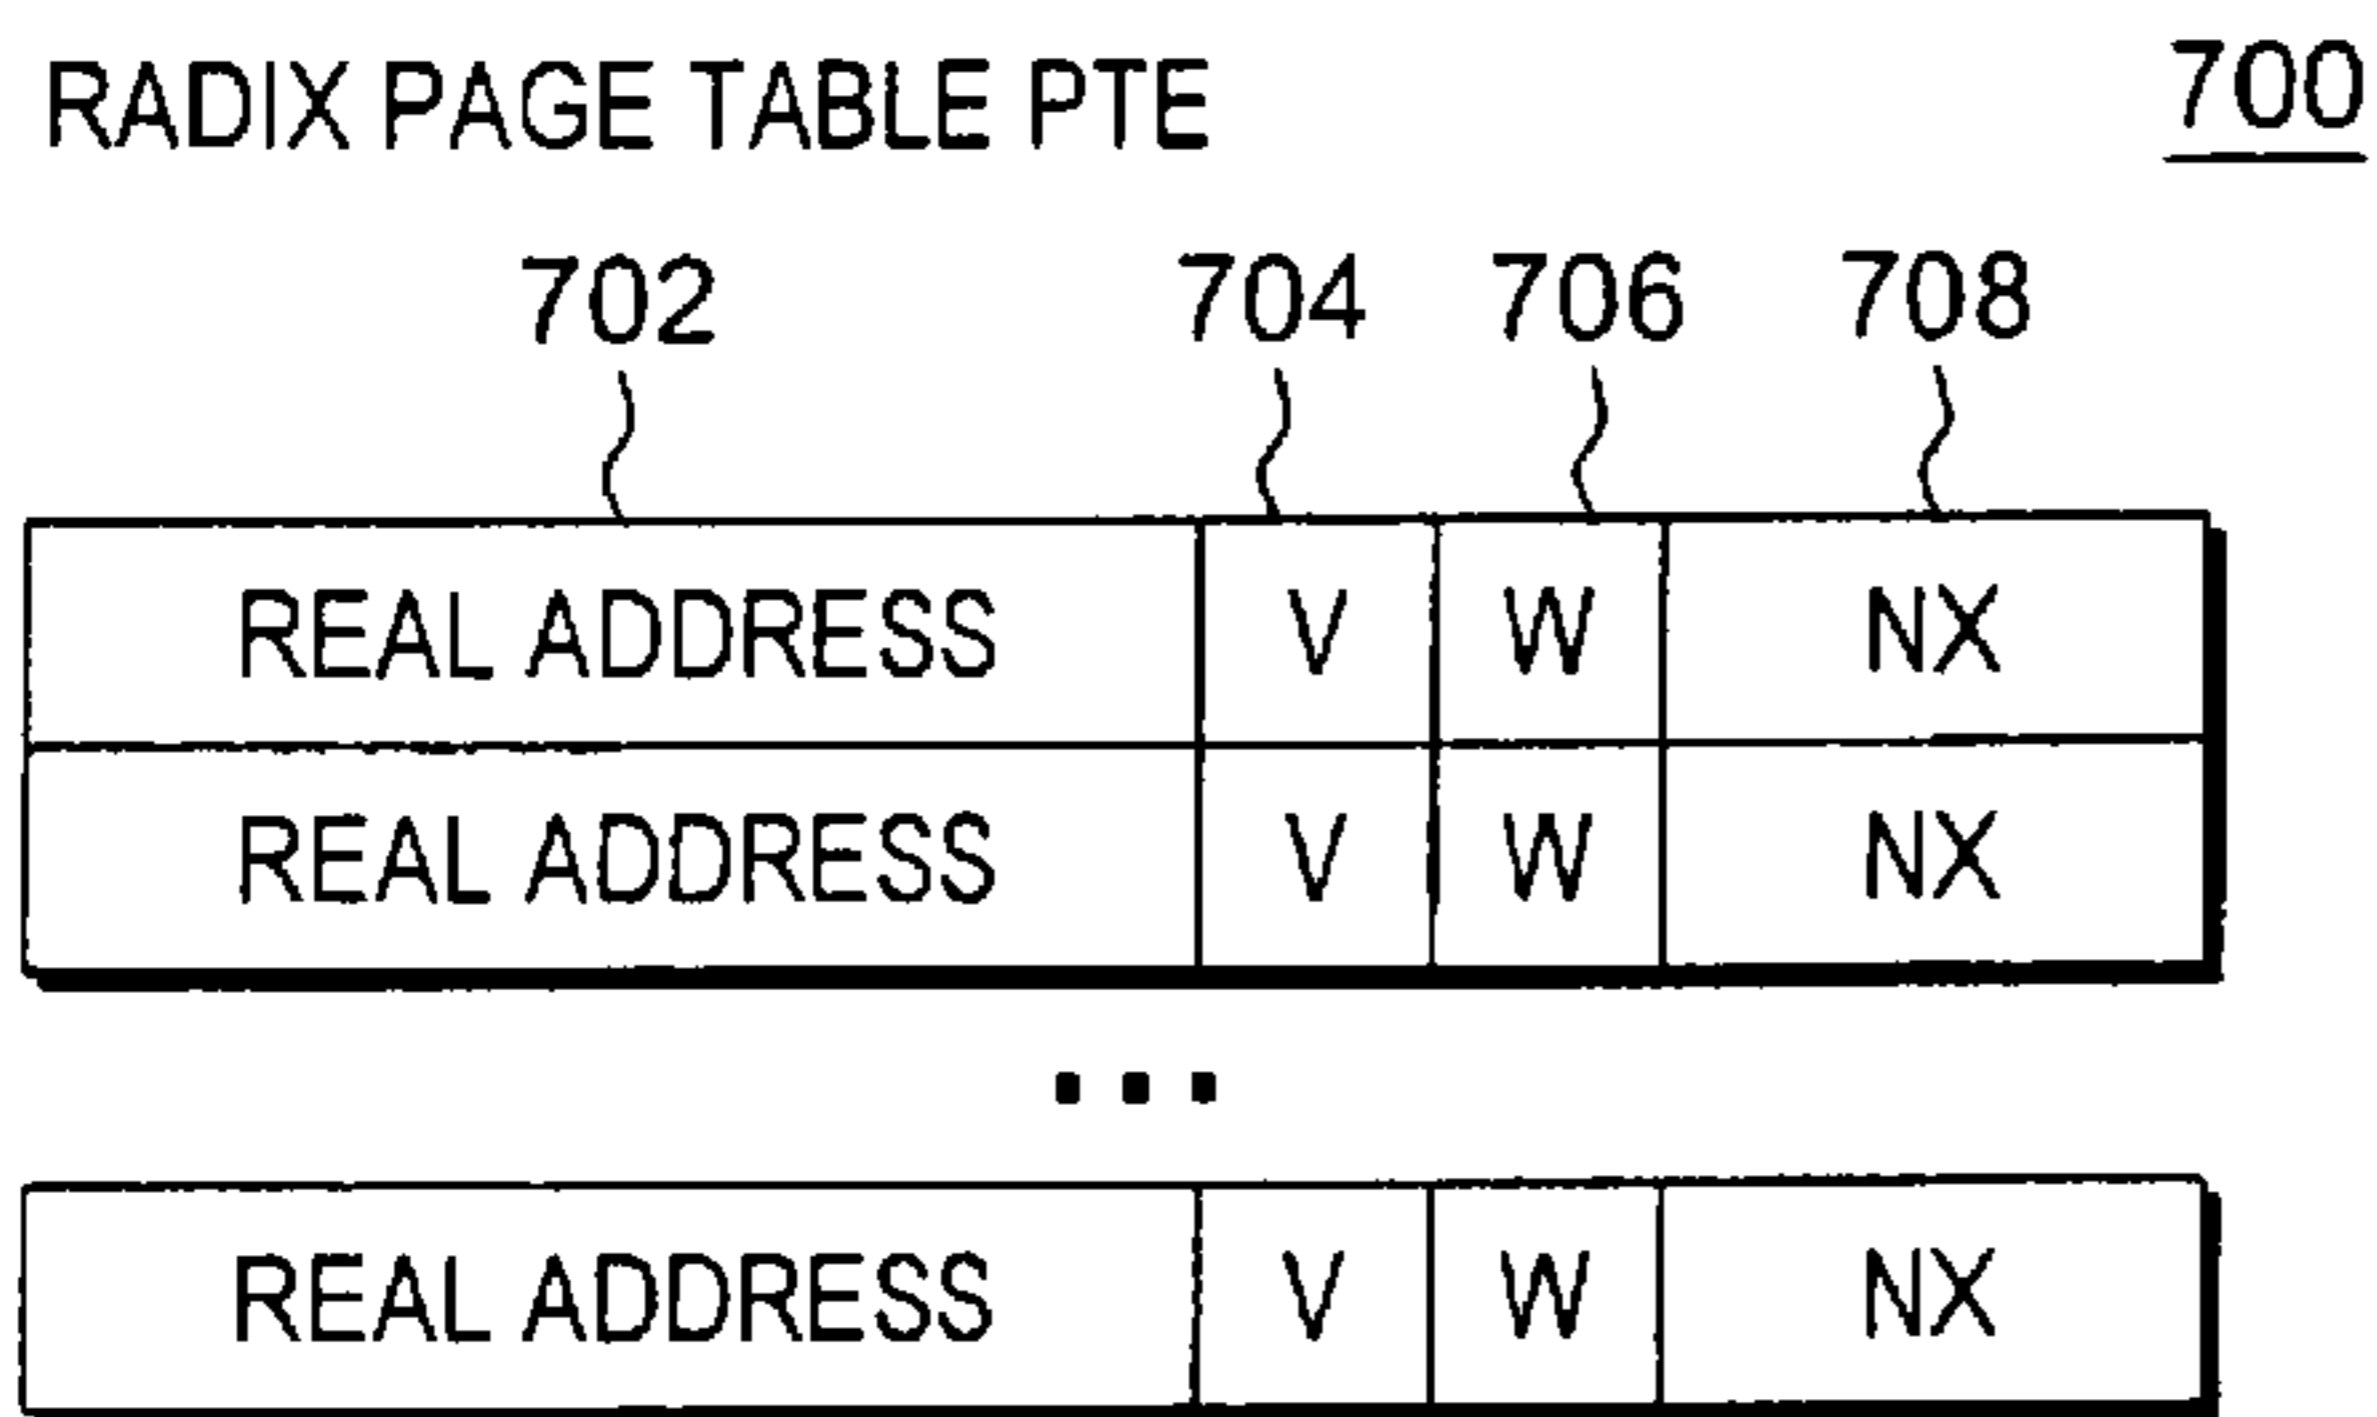 RADIX PAGE TABLE PTE 700
702 704 706 708
REAL ADDRESS V W NX
REAL ADDRESS V W NX
...
REAL ADDRESS V W NX